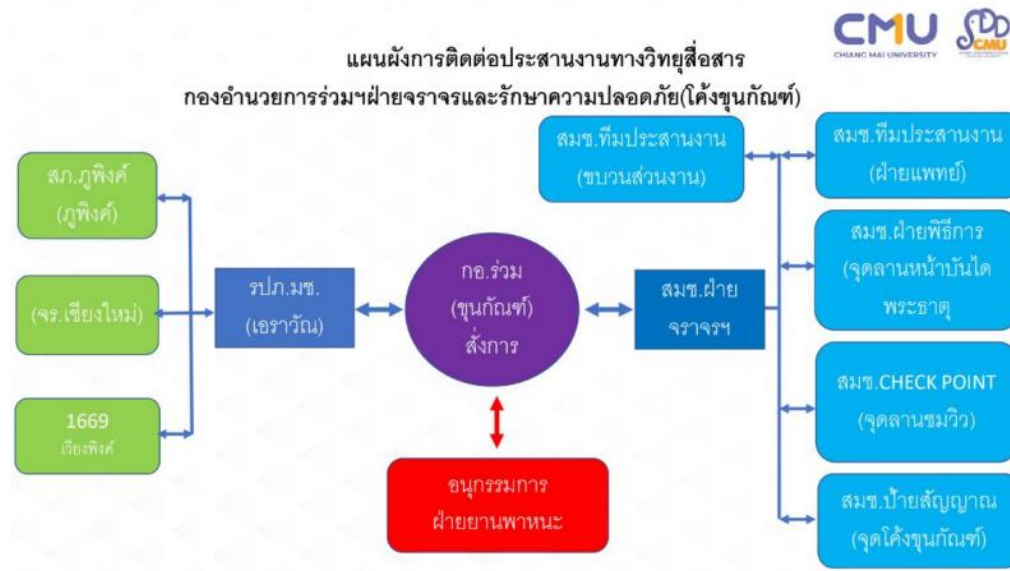 CMU
CHIANG MAI UNIVERSITY
SDD
CMU
แผนผังการติดต่อประสานงานทางวิทยุสื่อสาร
กองอำนวยการร่วมฯฝ่ายจราจรและรักษาความปลอดภัย(โค้งขุนกัณฑ์)
สภ.ภูพิงค์
(ภูพิงค์)
(จร.เชียงใหม่)
1669
เวียงพิงค์
รปภ.มช.
(เอราวัณ)
กอ.ร่วม
(ขุนกัณฑ์)
สั่งการ
อนุกรรมการ
ฝ่ายยานพาหนะ
สมช.ฝ่าย
จราจรฯ
สมช.ทีมประสานงาน
(ขบวนส่วนงาน)
สมช.ทีมประสานงาน
(ฝ่ายแพทย์)
สมช.ฝ่ายพิธีการ
(จุดลานหน้าบันได
พระธาตุ
สมช.CHECK POINT
(จุดลานชมวิว)
สมช.ป้ายสัญญาณ
(จุดโค้งขุนกัณฑ์)